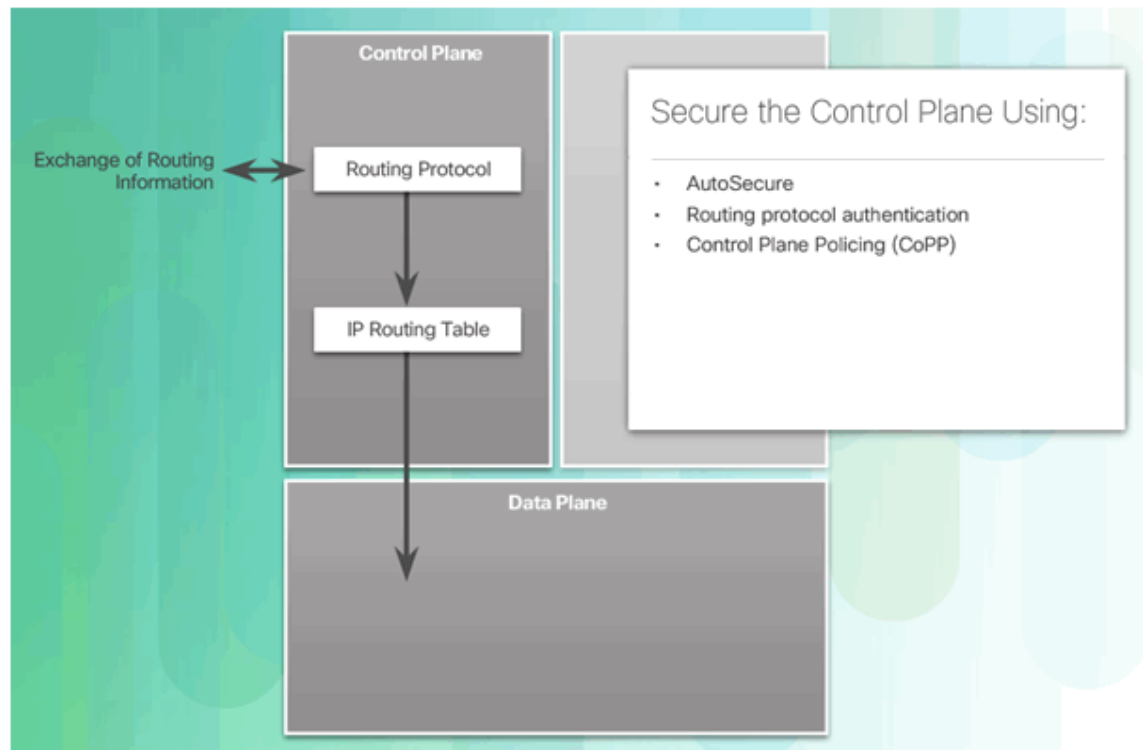 Control Plane
Exchange of Routing
Information
Routing Protocol
IP Routing Table
Data Plane
Secure the Control Plane Using:
· AutoSecure
· Routing protocol authentication
· Control Plane Policing (CoPP)